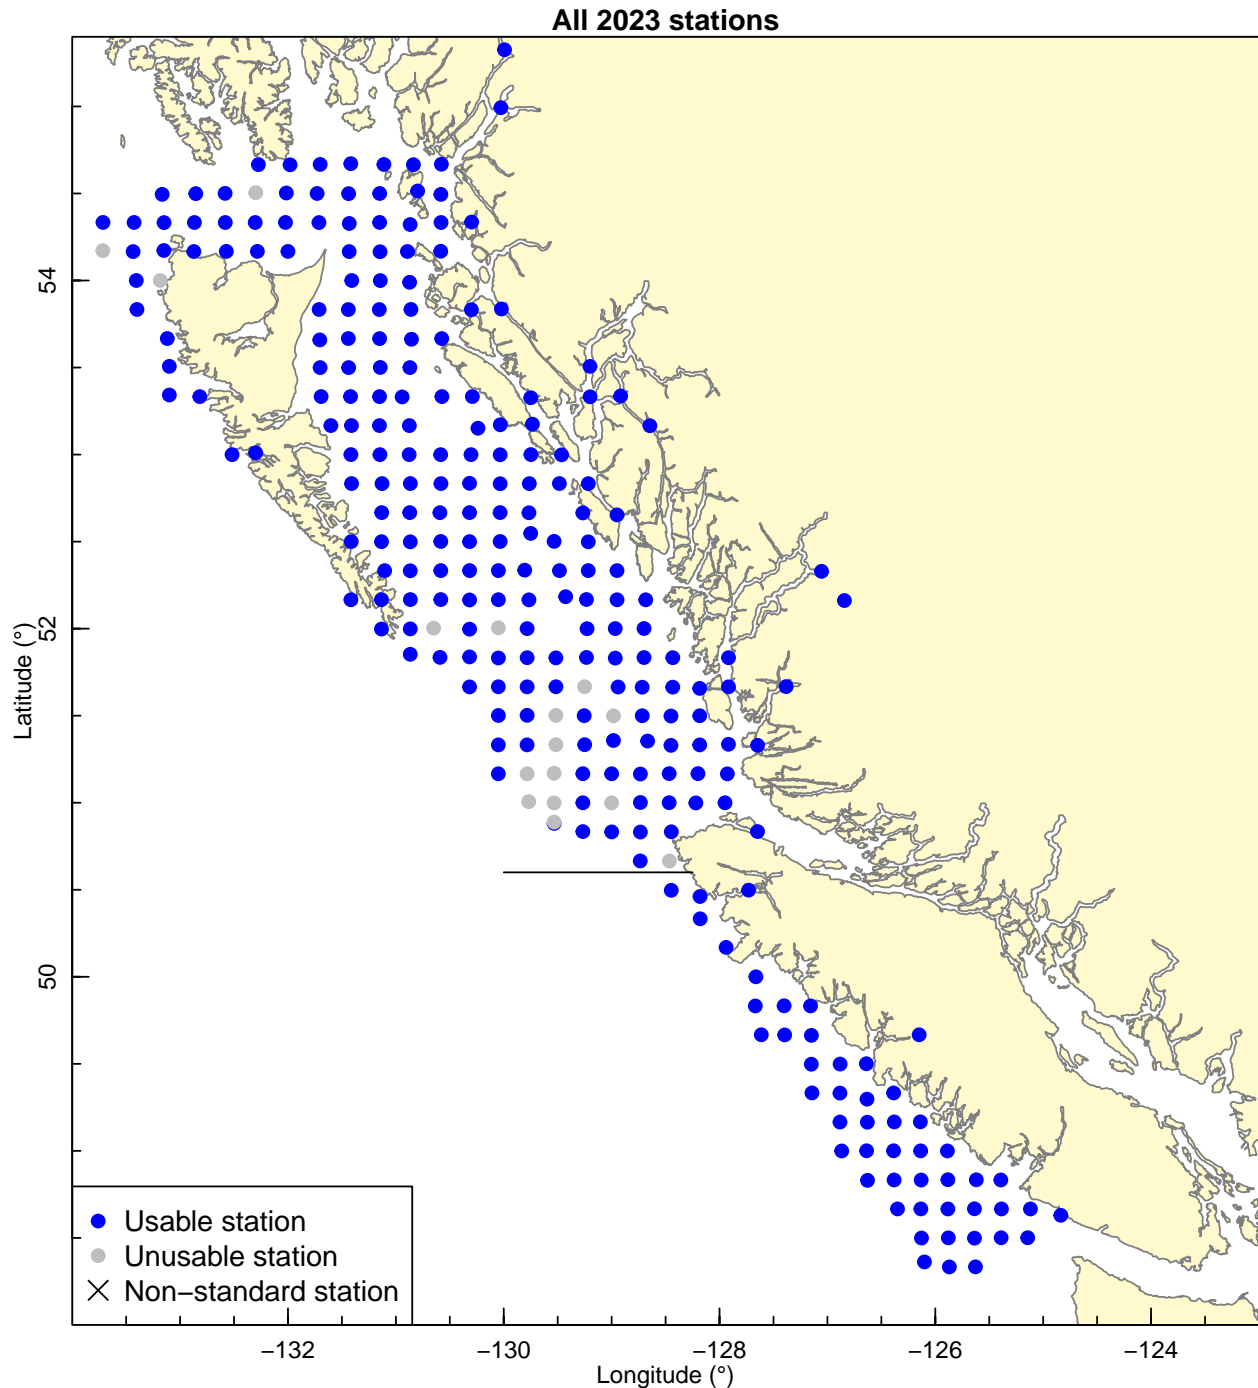 All 2023 stations
54
52
50
Latitude (°)
Usable station
Unusable station
Non−standard station
−132
−130
−128
−126
−124
Longitude (°)